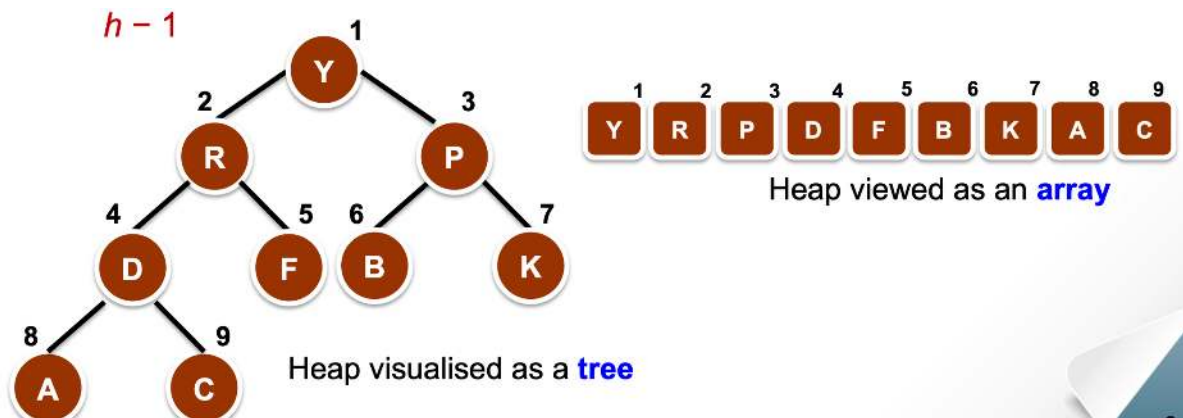 h − 1
1
Y
2
3
R
P
4
5
6
7
D
F
B
K
8
9
A
C
Heap visualised as a tree
1 2 3 4 5 6 7 8 9
Y R P D F B K A C
Heap viewed as an array